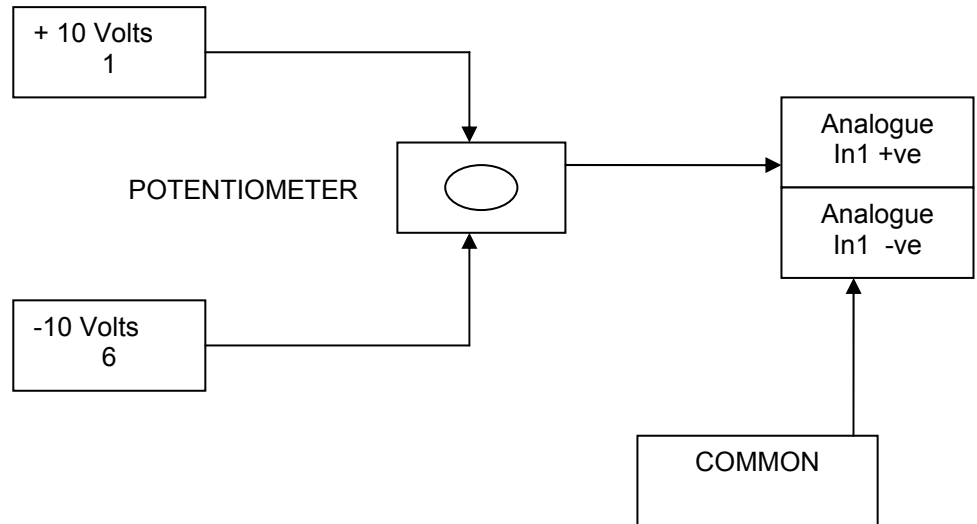 + 10 Volts
1
Analogue
In1 +ve
POTENTIOMETER
Analogue
In1 -ve
-10 Volts
6
COMMON